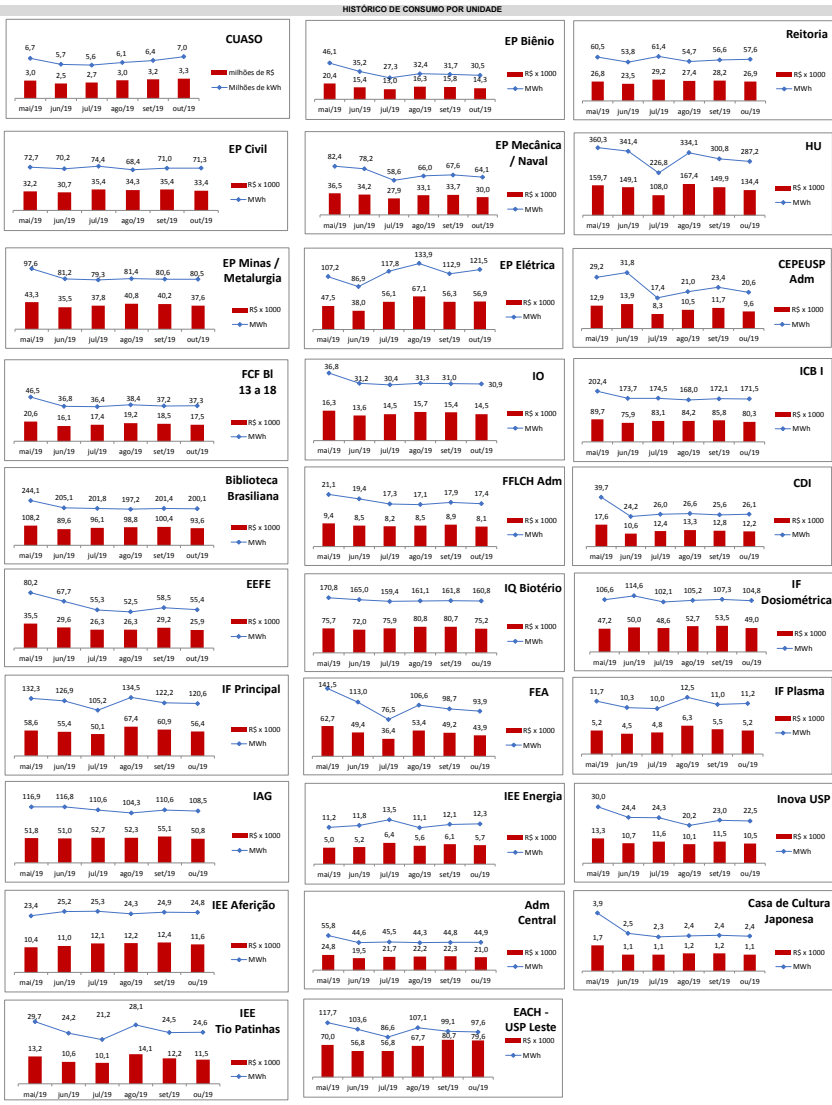 HISTÓRICO DE CONSUMO POR UNIDADE
CUASO
6,7 5,7 5,6 6,1 6,4 7,0
3,0 2,5 2,7 3,0 3,2 3,3
milhões de R$
Milhões de kWh
mai/19 jun/19 jul/19 ago/19 set/19 out/19
EP Biênio
46,1 35,2 27,3 32,4 31,7 30,5
20,4 15,4 13,0 16,3 15,8 14,3
R$ x 1000
MWh
mai/19 jun/19 jul/19 ago/19 set/19 out/19
Reitoria
60,5 53,8 61,4 54,7 56,6 57,6
26,8 23,5 29,2 27,4 28,2 26,9
R$ x 1000
MWh
mai/19 jun/19 jul/19 ago/19 set/19 out/19
EP Civil
72,7 70,2 74,4 68,4 71,0 71,3
32,2 30,7 35,4 34,3 35,4 33,4
R$ x 1000
MWh
mai/19 jun/19 jul/19 ago/19 set/19 out/19
EP Mecânica
/ Naval
82,4 78,2 58,6 66,0 67,6 64,1
36,5 34,2 27,9 33,1 33,7 30,0
R$ x 1000
MWh
mai/19 jun/19 jul/19 ago/19 set/19 out/19
HU
360,3 341,4 226,8 334,1 300,8 287,2
159,7 149,1 108,0 167,4 149,9 134,4
R$ x 1000
MWh
mai/19 jun/19 jul/19 ago/19 set/19 out/19
EP Minas /
Metalurgia
97,6 81,2 79,3 81,4 80,6 80,5
43,3 35,5 37,8 40,8 40,2 37,6
R$ x 1000
MWh
mai/19 jun/19 jul/19 ago/19 set/19 out/19
EP Elétrica
107,2 86,9 117,8 133,9 112,9 121,5
47,5 38,0 56,1 67,1 56,3 56,9
R$ x 1000
MWh
mai/19 jun/19 jul/19 ago/19 set/19 out/19
CEPEUSP
Adm
29,2 31,8 17,4 21,0 23,4 20,6
12,9 13,9 8,3 10,5 11,7 9,6
R$ x 1000
MWh
mai/19 jun/19 jul/19 ago/19 set/19 out/19
FCF Bl
13 a 18
46,5 36,8 36,4 38,4 37,2 37,3
20,6 16,1 17,4 19,2 18,5 17,5
R$ x 1000
MWh
mai/19 jun/19 jul/19 ago/19 set/19 out/19
IO
36,8 31,2 30,4 31,3 31,0 30,9
16,3 13,6 14,5 15,7 15,4 14,5
R$ x 1000
MWh
mai/19 jun/19 jul/19 ago/19 set/19 out/19
ICB I
202,4 173,7 174,5 168,0 172,1 171,5
89,7 75,9 83,1 84,2 85,8 80,3
R$ x 1000
MWh
mai/19 jun/19 jul/19 ago/19 set/19 out/19
Biblioteca
Brasiliana
244,1 205,1 201,8 197,2 201,4 200,1
108,2 89,6 96,1 98,8 100,4 93,6
R$ x 1000
MWh
mai/19 jun/19 jul/19 ago/19 set/19 out/19
FFLCH Adm
21,1 19,4 17,3 17,1 17,9 17,4
9,4 8,5 8,2 8,5 8,9 8,1
R$ x 1000
MWh
mai/19 jun/19 jul/19 ago/19 set/19 out/19
CDI
39,7 24,2 26,0 26,6 25,6 26,1
17,6 10,6 12,4 13,3 12,8 12,2
R$ x 1000
MWh
mai/19 jun/19 jul/19 ago/19 set/19 out/19
EEFE
80,2 67,7 55,3 52,5 58,5 55,4
35,5 29,6 26,3 26,3 29,2 25,9
R$ x 1000
MWh
mai/19 jun/19 jul/19 ago/19 set/19 ou/19
IQ Biotério
170,8 165,0 159,4 161,1 161,8 160,8
75,7 72,0 75,9 80,8 80,7 75,2
R$ x 1000
MWh
mai/19 jun/19 jul/19 ago/19 set/19 ou/19
IF
Dosiométrica
106,6 114,6 102,1 105,2 107,3 104,8
47,2 50,0 48,6 52,7 53,5 49,0
R$ x 1000
MWh
mai/19 jun/19 jul/19 ago/19 set/19 ou/19
IF Principal
132,3 126,9 105,2 134,5 122,2 120,6
58,6 55,4 50,1 67,4 60,9 56,4
R$ x 1000
MWh
mai/19 jun/19 jul/19 ago/19 set/19 ou/19
FEA
141,5 113,0 76,5 106,6 98,7 93,9
62,7 49,4 36,4 53,4 49,2 43,9
R$ x 1000
MWh
mai/19 jun/19 jul/19 ago/19 set/19 ou/19
IF Plasma
11,7 10,3 10,0 12,5 11,0 11,2
5,2 4,5 4,8 6,3 5,5 5,2
R$ x 1000
MWh
mai/19 jun/19 jul/19 ago/19 set/19 ou/19
IAG
116,9 116,8 110,6 104,3 110,6 108,5
51,8 51,0 52,7 52,3 55,1 50,8
R$ x 1000
MWh
mai/19 jun/19 jul/19 ago/19 set/19 ou/19
IEE Energia
11,2 11,8 13,5 11,1 12,1 12,3
5,0 5,2 6,4 5,6 6,1 5,7
R$ x 1000
MWh
mai/19 jun/19 jul/19 ago/19 set/19 ou/19
Inova USP
30,0 24,4 24,3 20,2 23,0 22,5
13,3 10,7 11,6 10,1 11,5 10,5
R$ x 1000
MWh
mai/19 jun/19 jul/19 ago/19 set/19 ou/19
IEE Aferição
23,4 25,2 25,3 24,3 24,9 24,8
10,4 11,0 12,1 12,2 12,4 11,6
R$ x 1000
MWh
mai/19 jun/19 jul/19 ago/19 set/19 ou/19
Adm
Central
55,8 44,6 45,5 44,3 44,8 44,9
24,8 19,5 21,7 22,2 22,3 21,0
R$ x 1000
MWh
mai/19 jun/19 jul/19 ago/19 set/19 ou/19
Casa de Cultura
Japonesa
3,9 2,5 2,3 2,4 2,4 2,4
1,7 1,1 1,1 1,2 1,2 1,1
R$ x 1000
MWh
mai/19 jun/19 jul/19 ago/19 set/19 ou/19
IEE
Tio Patinhas
29,7 24,2 21,2 28,1 24,5 24,6
13,2 10,6 10,1 14,1 12,2 11,5
R$ x 1000
MWh
mai/19 jun/19 jul/19 ago/19 set/19 ou/19
EACH -
USP Leste
117,7 103,6 86,6 107,1 99,1 97,6
70,0 56,8 56,8 67,7 80,7 79,6
R$ x 1000
MWh
mai/19 jun/19 jul/19 ago/19 set/19 ou/19